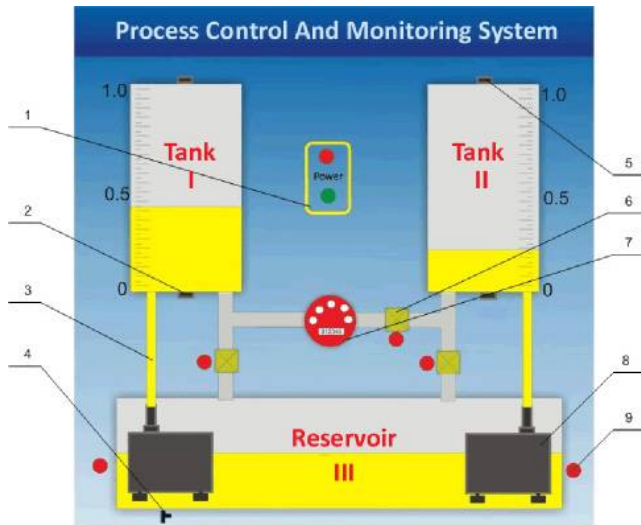 Process Control And Monitoring System
1.0
1.0
1
Tank
I
Power
Tank
II
5
0.5
0.5
2
6
7
0
0
3
4
8
Reservoir
9
III